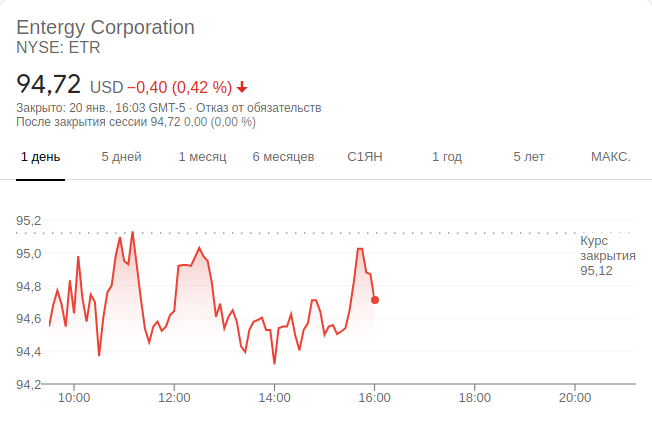 Entergy Corporation
NYSE: ETR
94,72 USD −0,40 (0,42 %)
Закрыто: 20 янв., 16:03 GMT-5 · Отказ от обязательств
После закрытия сессии 94,72 0,00 (0,00 %)
1 день 5 дней 1 месяц 6 месяцев С1ЯН 1 год 5 лет МАКС.
95,2
Курс
закрытия
95,12
95,0
94,8
94,6
94,4
94,2
10:00 12:00 14:00 16:00 18:00 20:00